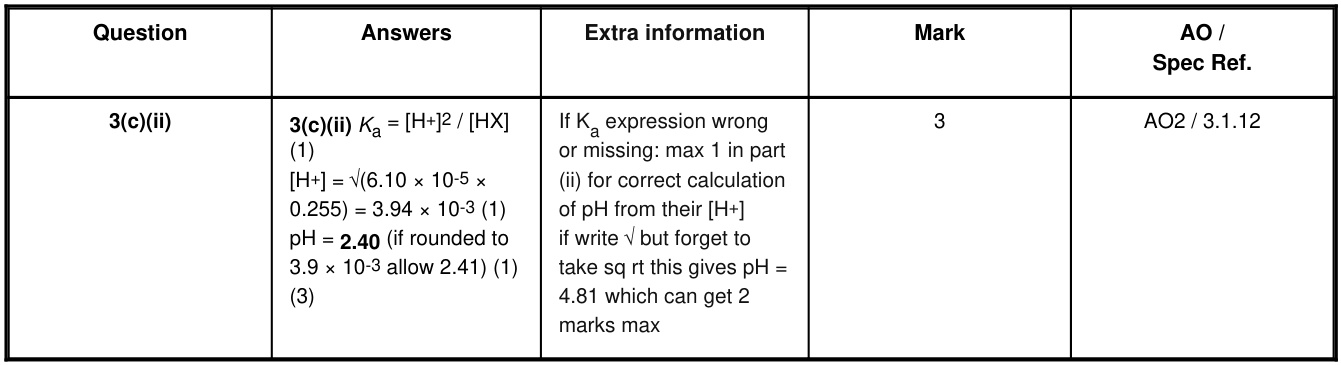 Question Answers Extra information Mark AO /
Spec Ref.
3(c)(ii)
3(c)(ii) Ka = [H+]2 / [HX]
(1)
[H+] = √(6.10 × 10-5 ×
0.255) = 3.94 × 10-3 (1)
pH = 2.40 (if rounded to
3.9 × 10-3 allow 2.41) (1)
(3)
If Ka expression wrong
or missing: max 1 in part
(ii) for correct calculation
of pH from their [H+]
if write √ but forget to
take sq rt this gives pH =
4.81 which can get 2
marks max
3
AO2 / 3.1.12